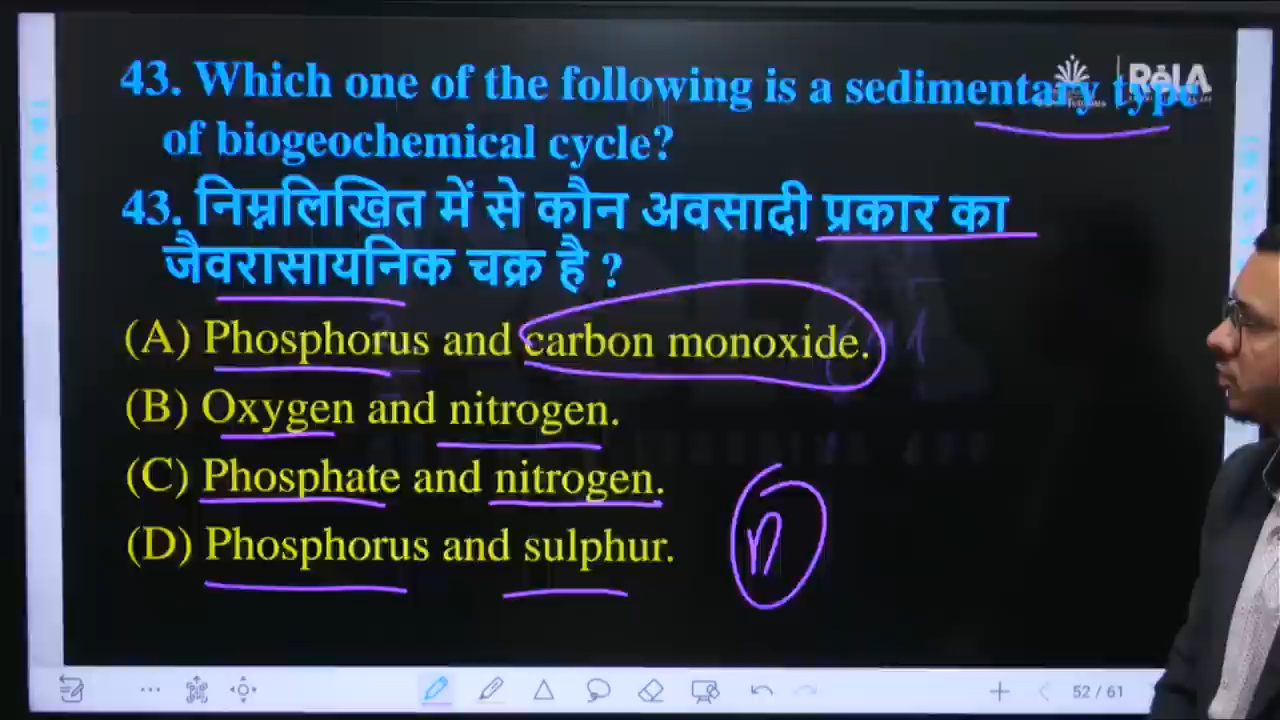 43. Which one of the following is a sedimentary type
of biogeochemical cycle?
43. निम्नलिखित में से कौन अवसादी प्रकार का
जैवरासायनिक चक्र है ?
(A) Phosphorus and carbon monoxide.
(B) Oxygen and nitrogen.
(C) Phosphate and nitrogen.
(D) Phosphorus and sulphur.
52 / 61